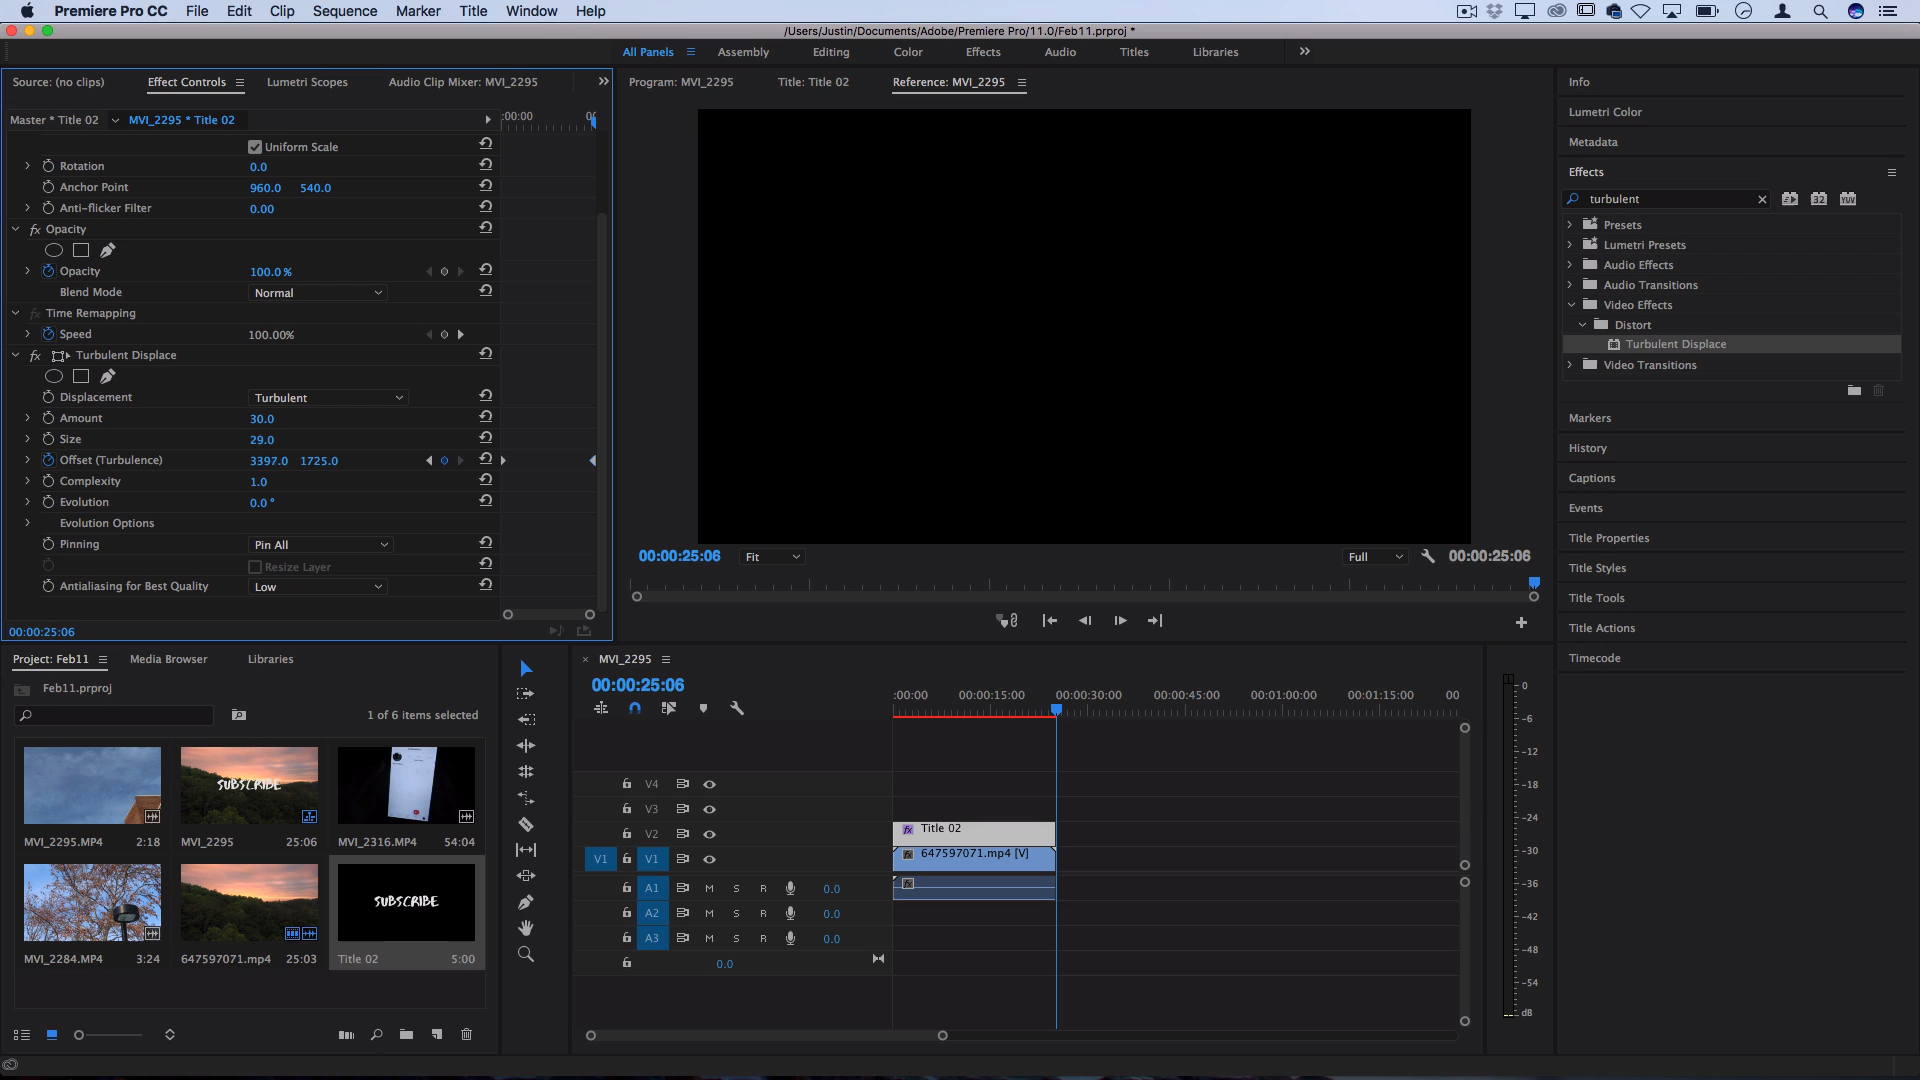 Premiere Pro CC File Edit Clip Sequence Marker Title Window Help
/Users/Justin/Documents/Adobe/Premiere Pro/11.0/Feb11.prproj *
All Panels Assembly Editing Color Effects Audio Titles Libraries
Source: (no clips) Effect Controls Lumetri Scopes Audio Clip Mixer: MVI_2295
Master * Title 02 MVI_2295 * Title 02 :00:00
Uniform Scale
Rotation 0.0
Anchor Point 960.0 540.0
Anti-flicker Filter 0.00
fx Opacity
Opacity 100.0 %
Blend Mode Normal
fx Time Remapping
Speed 100.00%
fx Turbulent Displace
Displacement Turbulent
Amount 30.0
Size 29.0
Offset (Turbulence) 3397.0 1725.0
Complexity 1.0
Evolution 0.0 °
Evolution Options
Pinning Pin All
Resize Layer
Antialiasing for Best Quality Low
00:00:25:06
Program: MVI_2295 Title: Title 02 Reference: MVI_2295
00:00:25:06 Fit Full 00:00:25:06
Info
Lumetri Color
Metadata
Effects
turbulent 32 YUV
Presets
Lumetri Presets
Audio Effects
Audio Transitions
Video Effects
Distort
Turbulent Displace
Video Transitions
Markers
History
Captions
Events
Title Properties
Title Styles
Title Tools
Title Actions
Timecode
Project: Feb11 Media Browser Libraries
Feb11.prproj
1 of 6 items selected
SUBSCRIBE
MVI_2295.MP4 2:18 MVI_2295 25:06 MVI_2316.MP4 54:04
SUBSCRIBE
MVI_2284.MP4 3:24 647597071.mp4 25:03 Title 02 5:00
MVI_2295
00:00:25:06
:00:00 00:00:15:00 00:00:30:00 00:00:45:00 00:01:00:00 00:01:15:00 00
V4
V3
V2 fx Title 02
V1 V1 fx 647597071.mp4 [V]
A1 M S R 0.0 fx
A2 M S R 0.0
A3 M S R 0.0
0.0
0
-6
-12
-18
-24
-30
-36
-42
-48
-54
dB